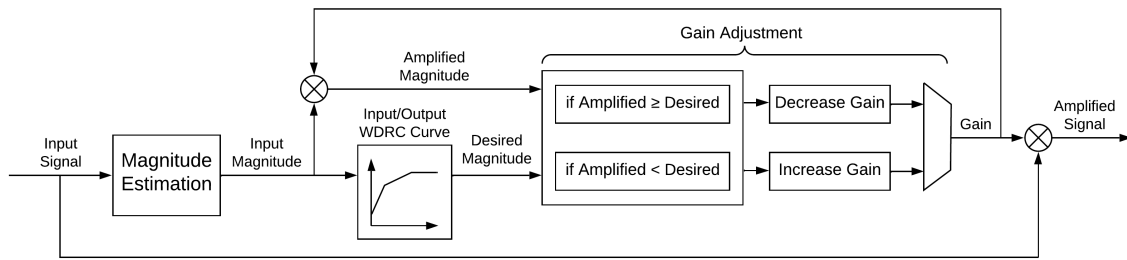 Gain Adjustment
Amplified
Magnitude
if Amplified ≥ Desired
Decrease Gain
Input/Output
WDRC Curve
Desired
Magnitude
Input
Signal
Magnitude
Estimation
Input
Magnitude
if Amplified < Desired
Increase Gain
Gain
Amplified
Signal